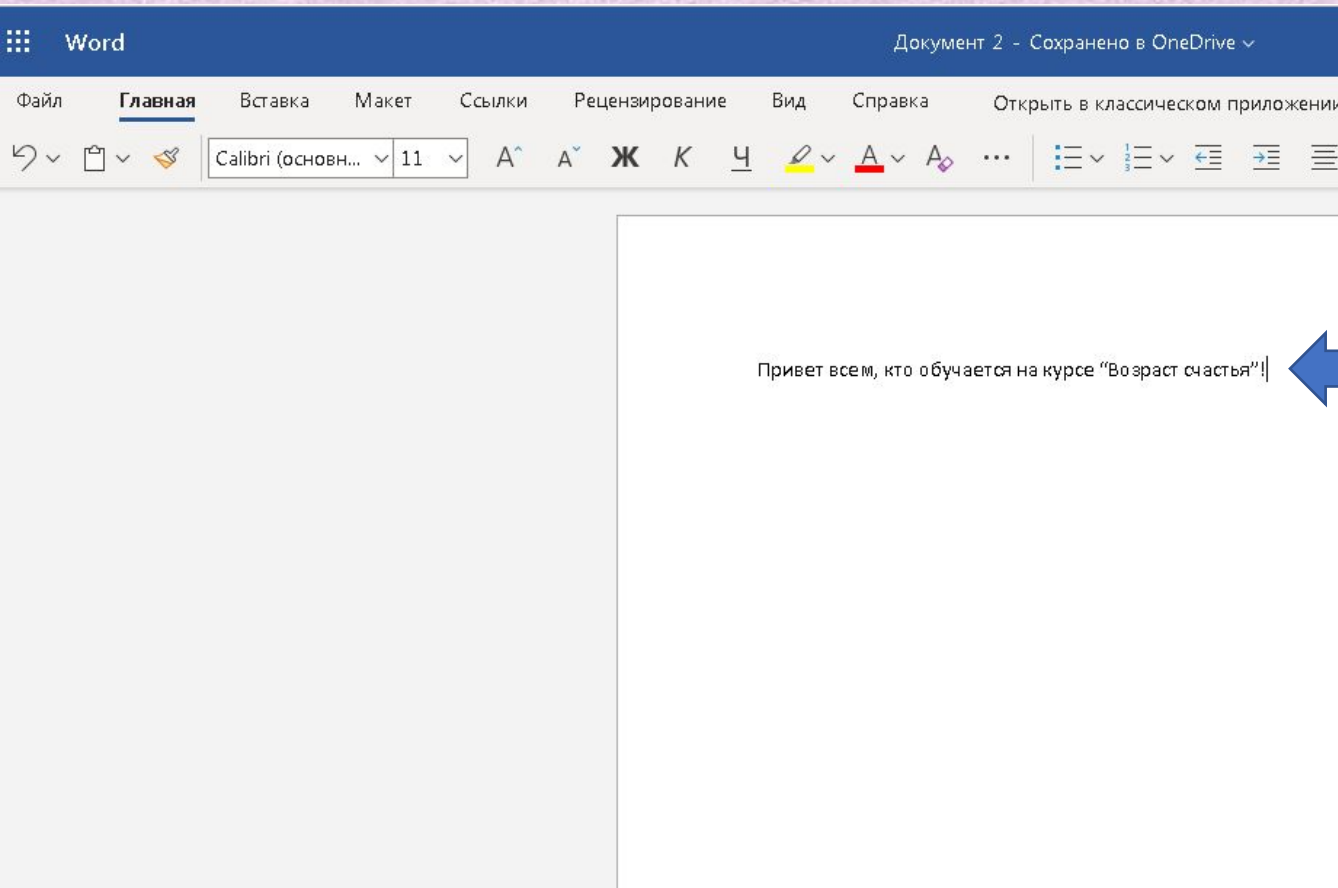 Word
Документ 2 - Сохранено в OneDrive
Файл Главная Вставка Макет Ссылки Рецензирование Вид Справка Открыть в классическом приложении
Calibri (основн... 11 A A Ж К Ч A A ...
Привет всем, кто обучается на курсе “Возраст счастья”!